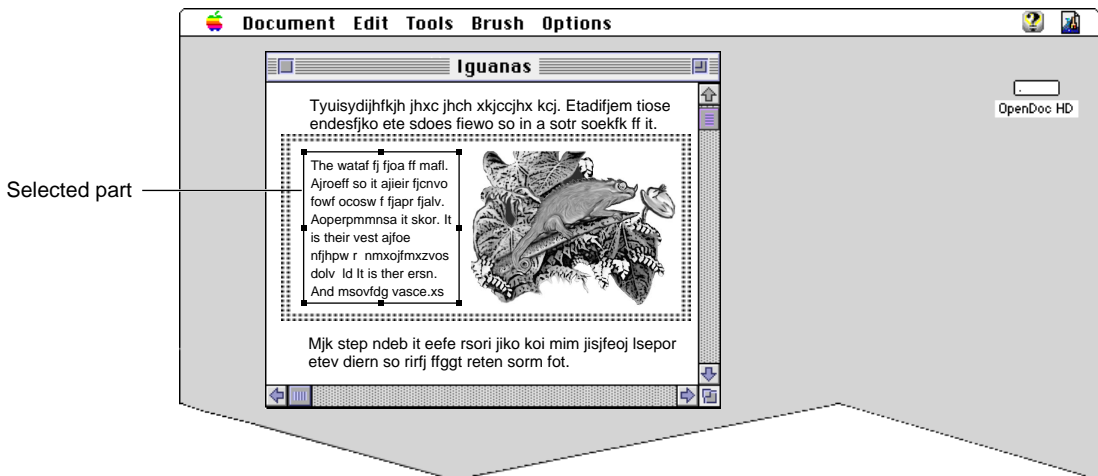 Document Edit Tools Brush Options
Iguanas
OpenDoc HD
Tyuisydijhfkjh jhxc jhch xkjccjhx kcj. Etadifjem tiose
endesfjko ete sdoes fiewo so in a sotr soekfk ff it.
Selected part
The wataf fj fjoa ff mafl.
Ajroeff so it ajieir fjcnvo
fowf ocosw f fjapr fjalv.
Aoperpmmnsa it skor. It
is their vest ajfoe
nfjhpw r nmxojfmxzvos
dolv ld It is ther ersn.
And msovfdg vasce.xs
Mjk step ndeb it eefe rsori jiko koi mim jisjfeoj lsepor
etev diern so rirfj ffggt reten sorm fot.